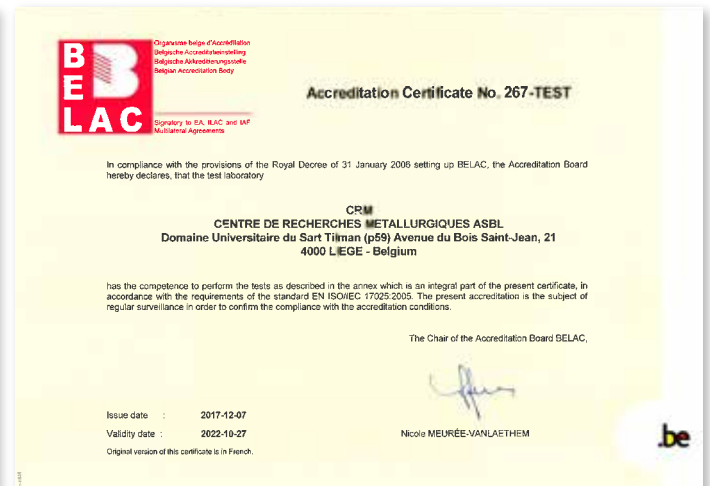 BELAC
Organisme belge d'Accréditation
Belgische Accreditatieinstelling
Belgische Akkreditierungsstelle
Belgian Accreditation Body
Signatory to EA, ILAC and IAF
Multilateral Agreements
Accreditation Certificate No. 267-TEST
In compliance with the provisions of the Royal Decree of 31 January 2006 setting up BELAC, the Accreditation Board
hereby declares, that the test laboratory
CRM
CENTRE DE RECHERCHES METALLURGIQUES ASBL
Domaine Universitaire du Sart Tilman (p59) Avenue du Bois Saint-Jean, 21
4000 LIEGE - Belgium
has the competence to perform the tests as described in the annex which is an integral part of the present certificate, in
accordance with the requirements of the standard EN ISO/IEC 17025:2005. The present accreditation is the subject of
regular surveillance in order to confirm the compliance with the accreditation conditions.
The Chair of the Accreditation Board BELAC,
Issue date : 2017-12-07
Validity date : 2022-10-27
Nicole MEURÉE-VANLAETHEM
Original version of this certificate is in French.
.be